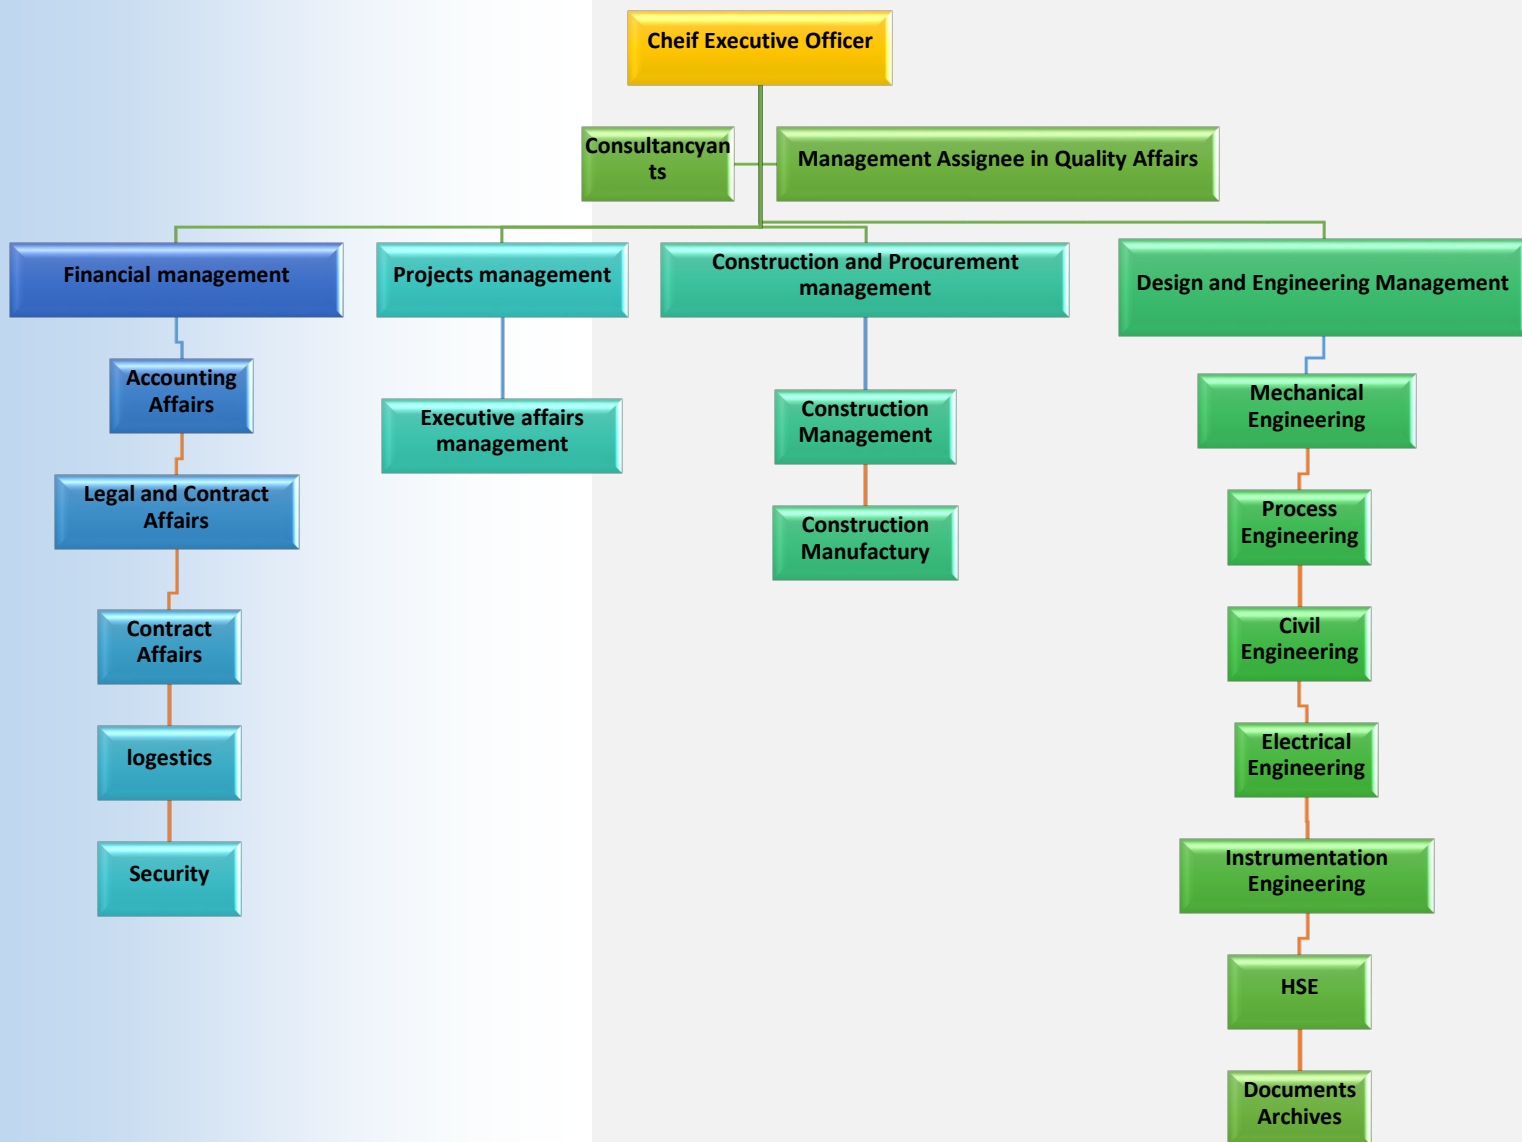 Cheif Executive Officer
Consultancyan
ts
Management Assignee in Quality Affairs
Financial management
Projects management
Construction and Procurement
management
Design and Engineering Management
Accounting
Affairs
Legal and Contract
Affairs
Contract
Affairs
logestics
Security
Executive affairs
management
Construction
Management
Construction
Manufactury
Mechanical
Engineering
Process
Engineering
Civil
Engineering
Electrical
Engineering
Instrumentation
Engineering
HSE
Documents
Archives